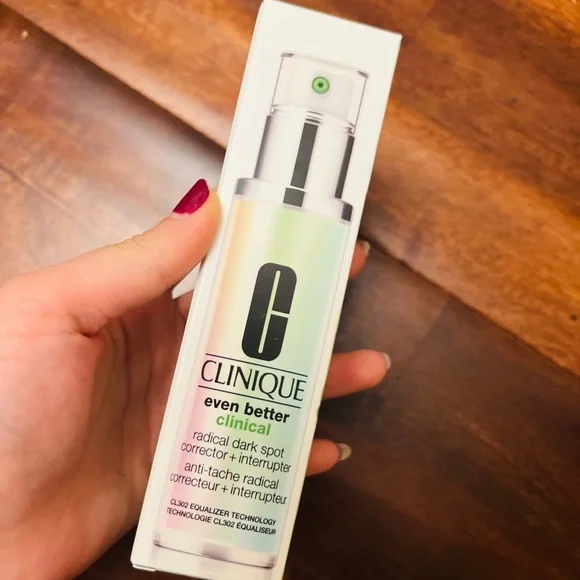 C
CLINIQUE
even better
clinical
radical dark spot
corrector + interrupter
anti-tache radical
correcteur + interrupteur
CL302 EQUALIZER TECHNOLOGY
TECHNOLOGIE CL302 ÉQUALISEUR